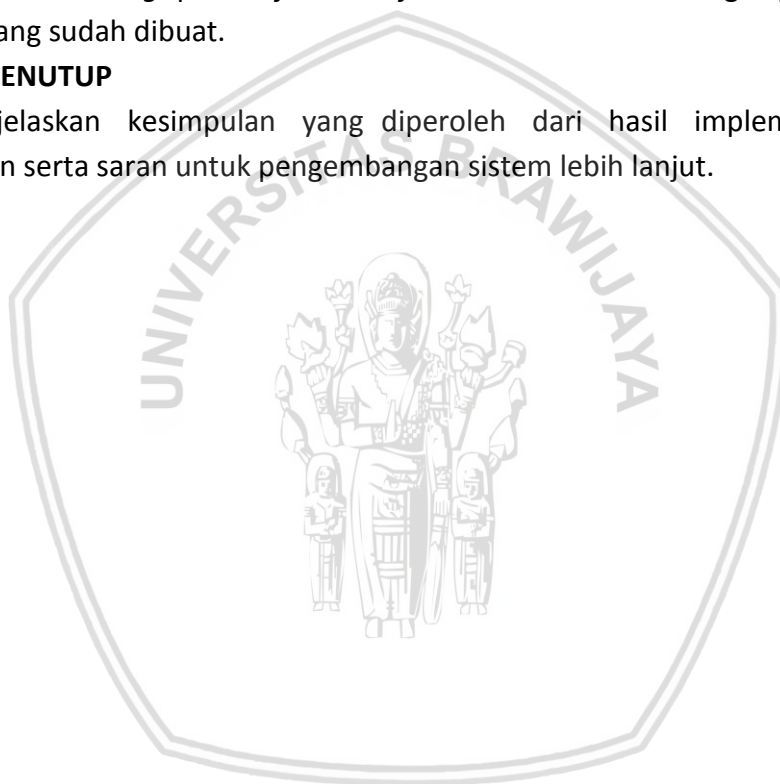 ang sudah dibuat.
ENUTUP
jelaskan kesimpulan yang diperoleh dari hasil implem
n serta saran untuk pengembangan sistem lebih lanjut.
UNIVERSITAS BRAWIJAYA